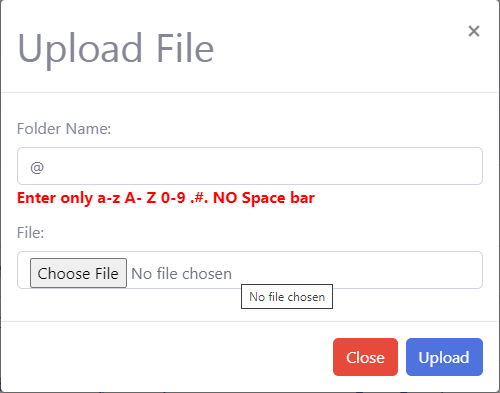 Upload File
×
Folder Name:
@
Enter only a-z A- Z 0-9 .#. NO Space bar
File:
Choose File No file chosen
No file chosen
Close Upload